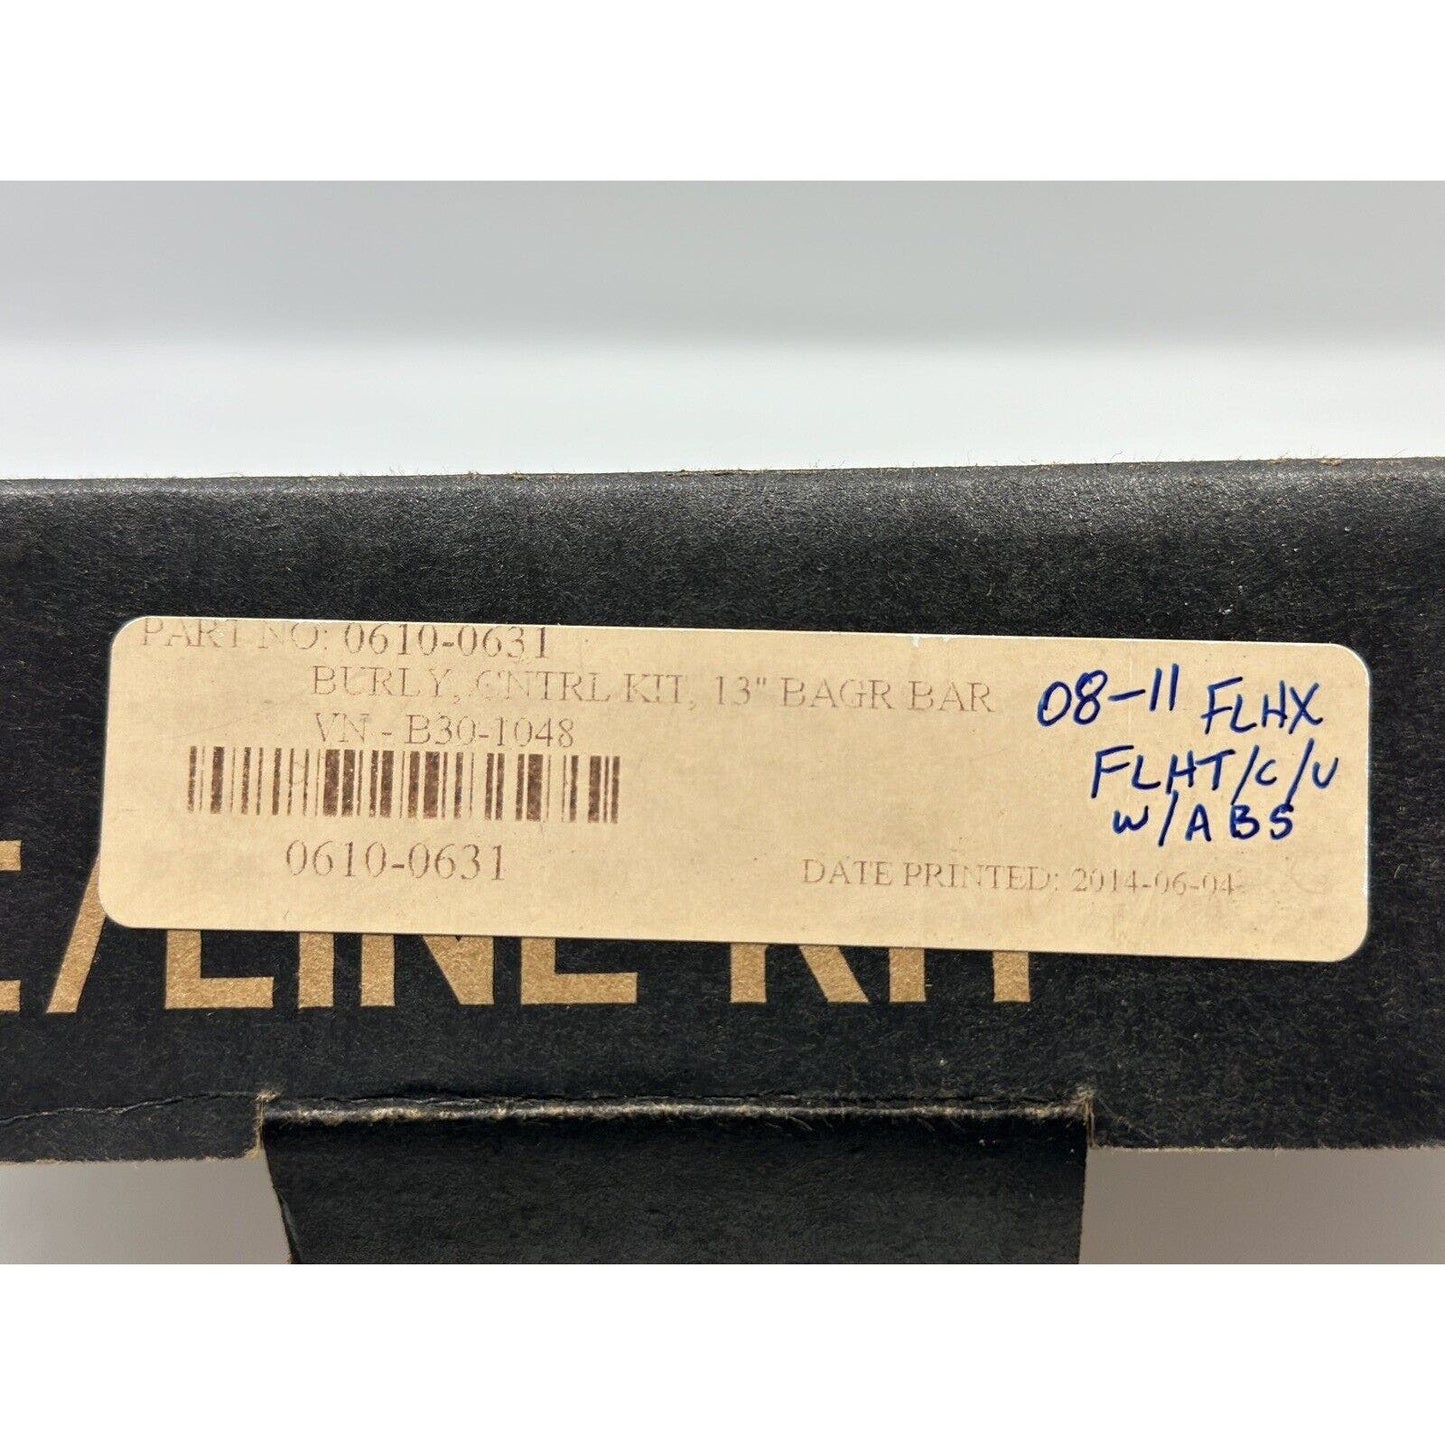 PART NO: 0610-0631
BURLY, CNTRL KIT, 13" BAGR BAR
VN - B30-1048
0610-0631
DATE PRINTED: 2014-06-04
08-11 FLHX
FLHT/C/U
W/ABS
E/LINE KIT